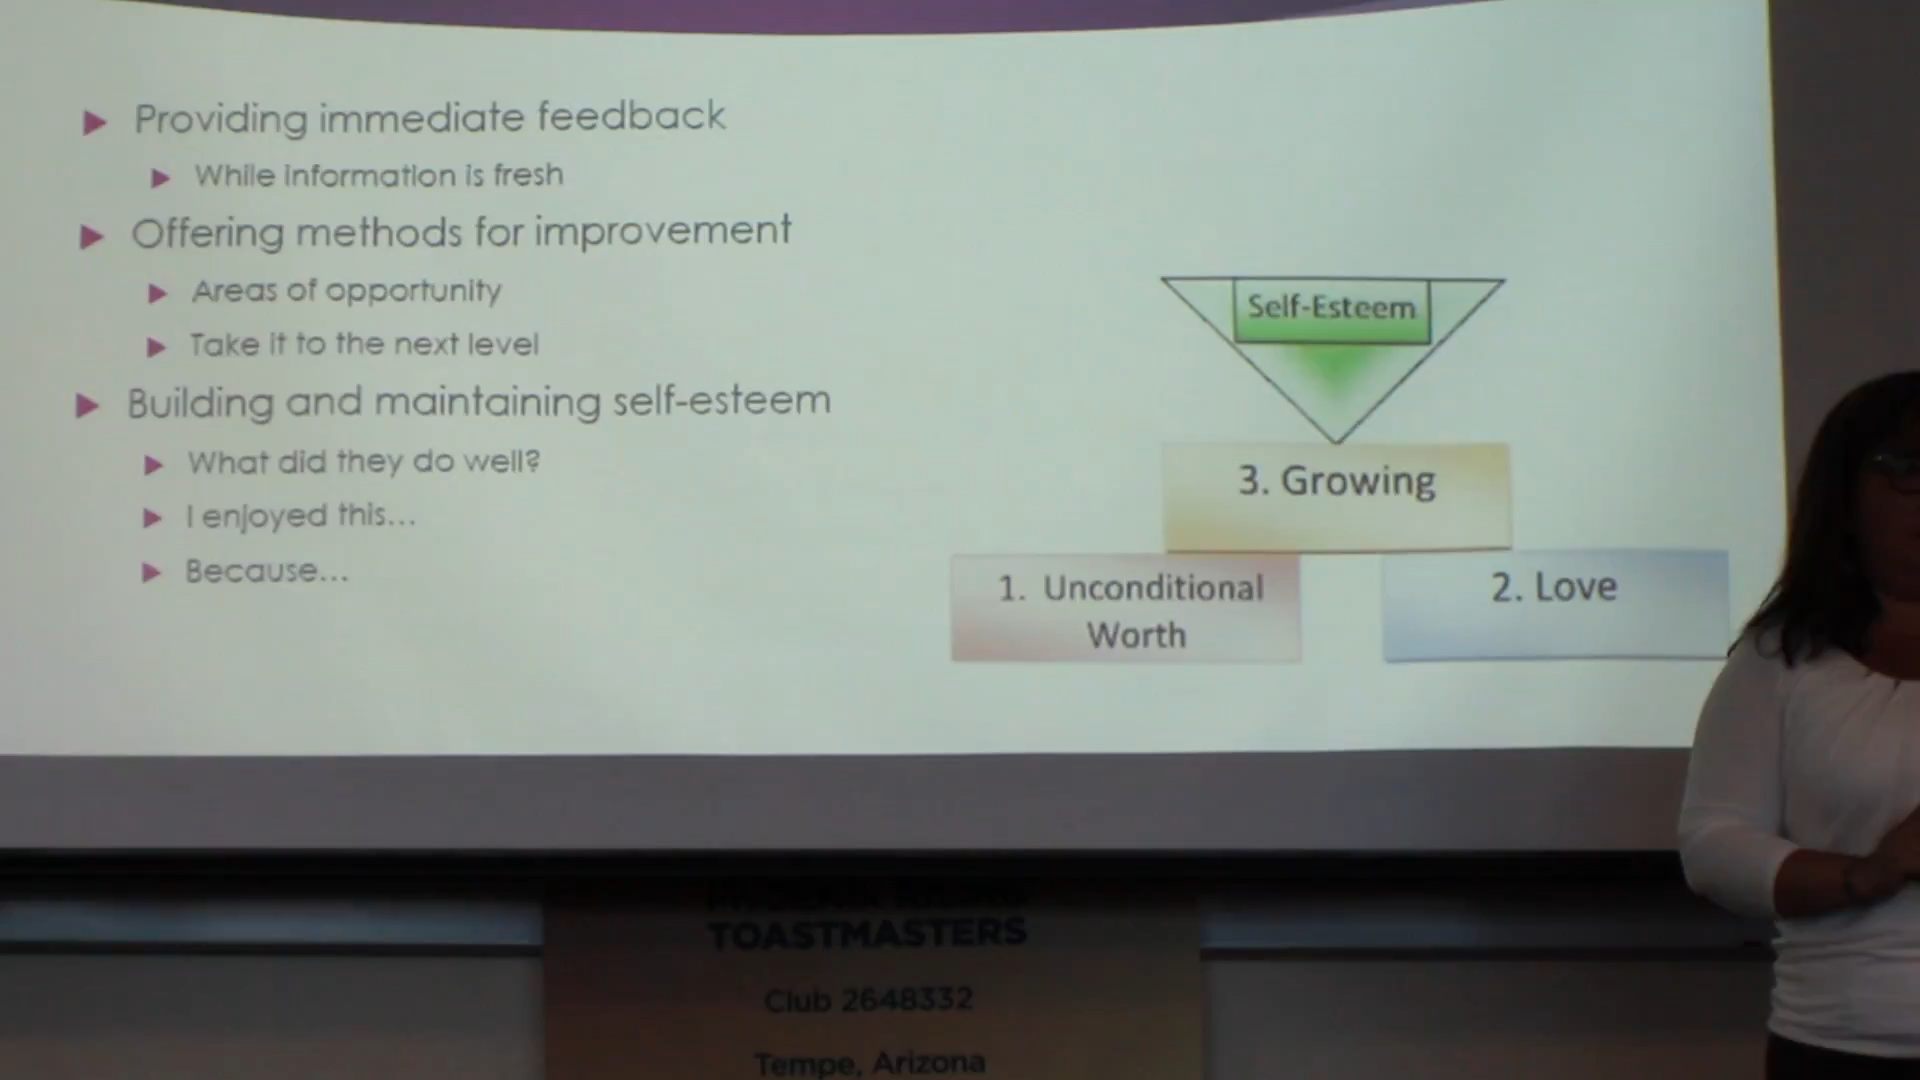 Providing immediate feedback
While information is fresh
Offering methods for improvement
Areas of opportunity
Take it to the next level
Building and maintaining self-esteem
What did they do well?
I enjoyed this...
Because...
Self-Esteem
3. Growing
1. Unconditional
Worth
2. Love
TOASTMASTERS
Club 2648332
Tempe, Arizona